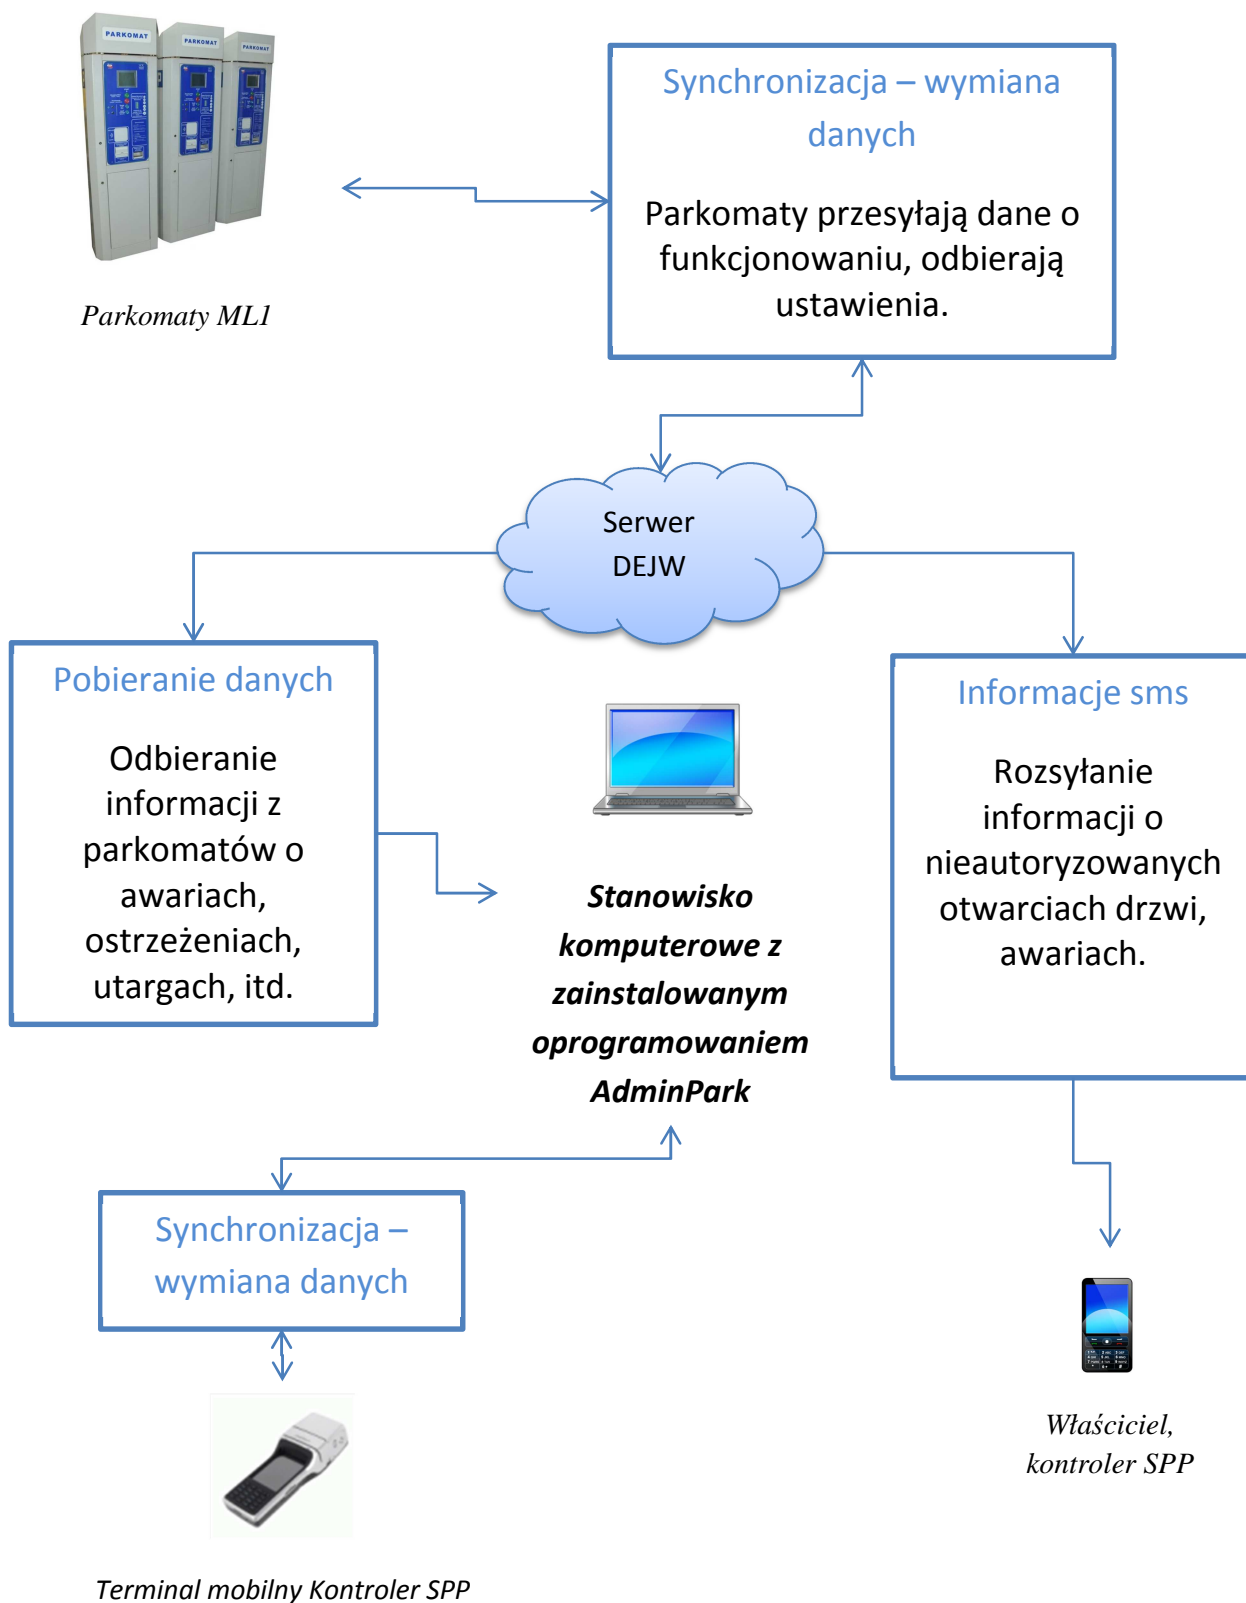 PARKOMAT
PARKOMAT
PARKOMAT
Synchronizacja – wymiana
danych
Parkomaty przesyłają dane o
funkcjonowaniu, odbierają
ustawienia.
Parkomaty ML1
Serwer
DEJW
Pobieranie danych
Odbieranie
informacji z
parkomatów o
awariach,
ostrzeżeniach,
utargach, itd.
Informacje sms
Rozsyłanie
informacji o
nieautoryzowanych
otwarciach drzwi,
awariach.
Stanowisko
komputerowe z
zainstalowanym
oprogramowaniem
AdminPark
Synchronizacja –
wymiana danych
Właściciel,
kontroler SPP
Terminal mobilny Kontroler SPP